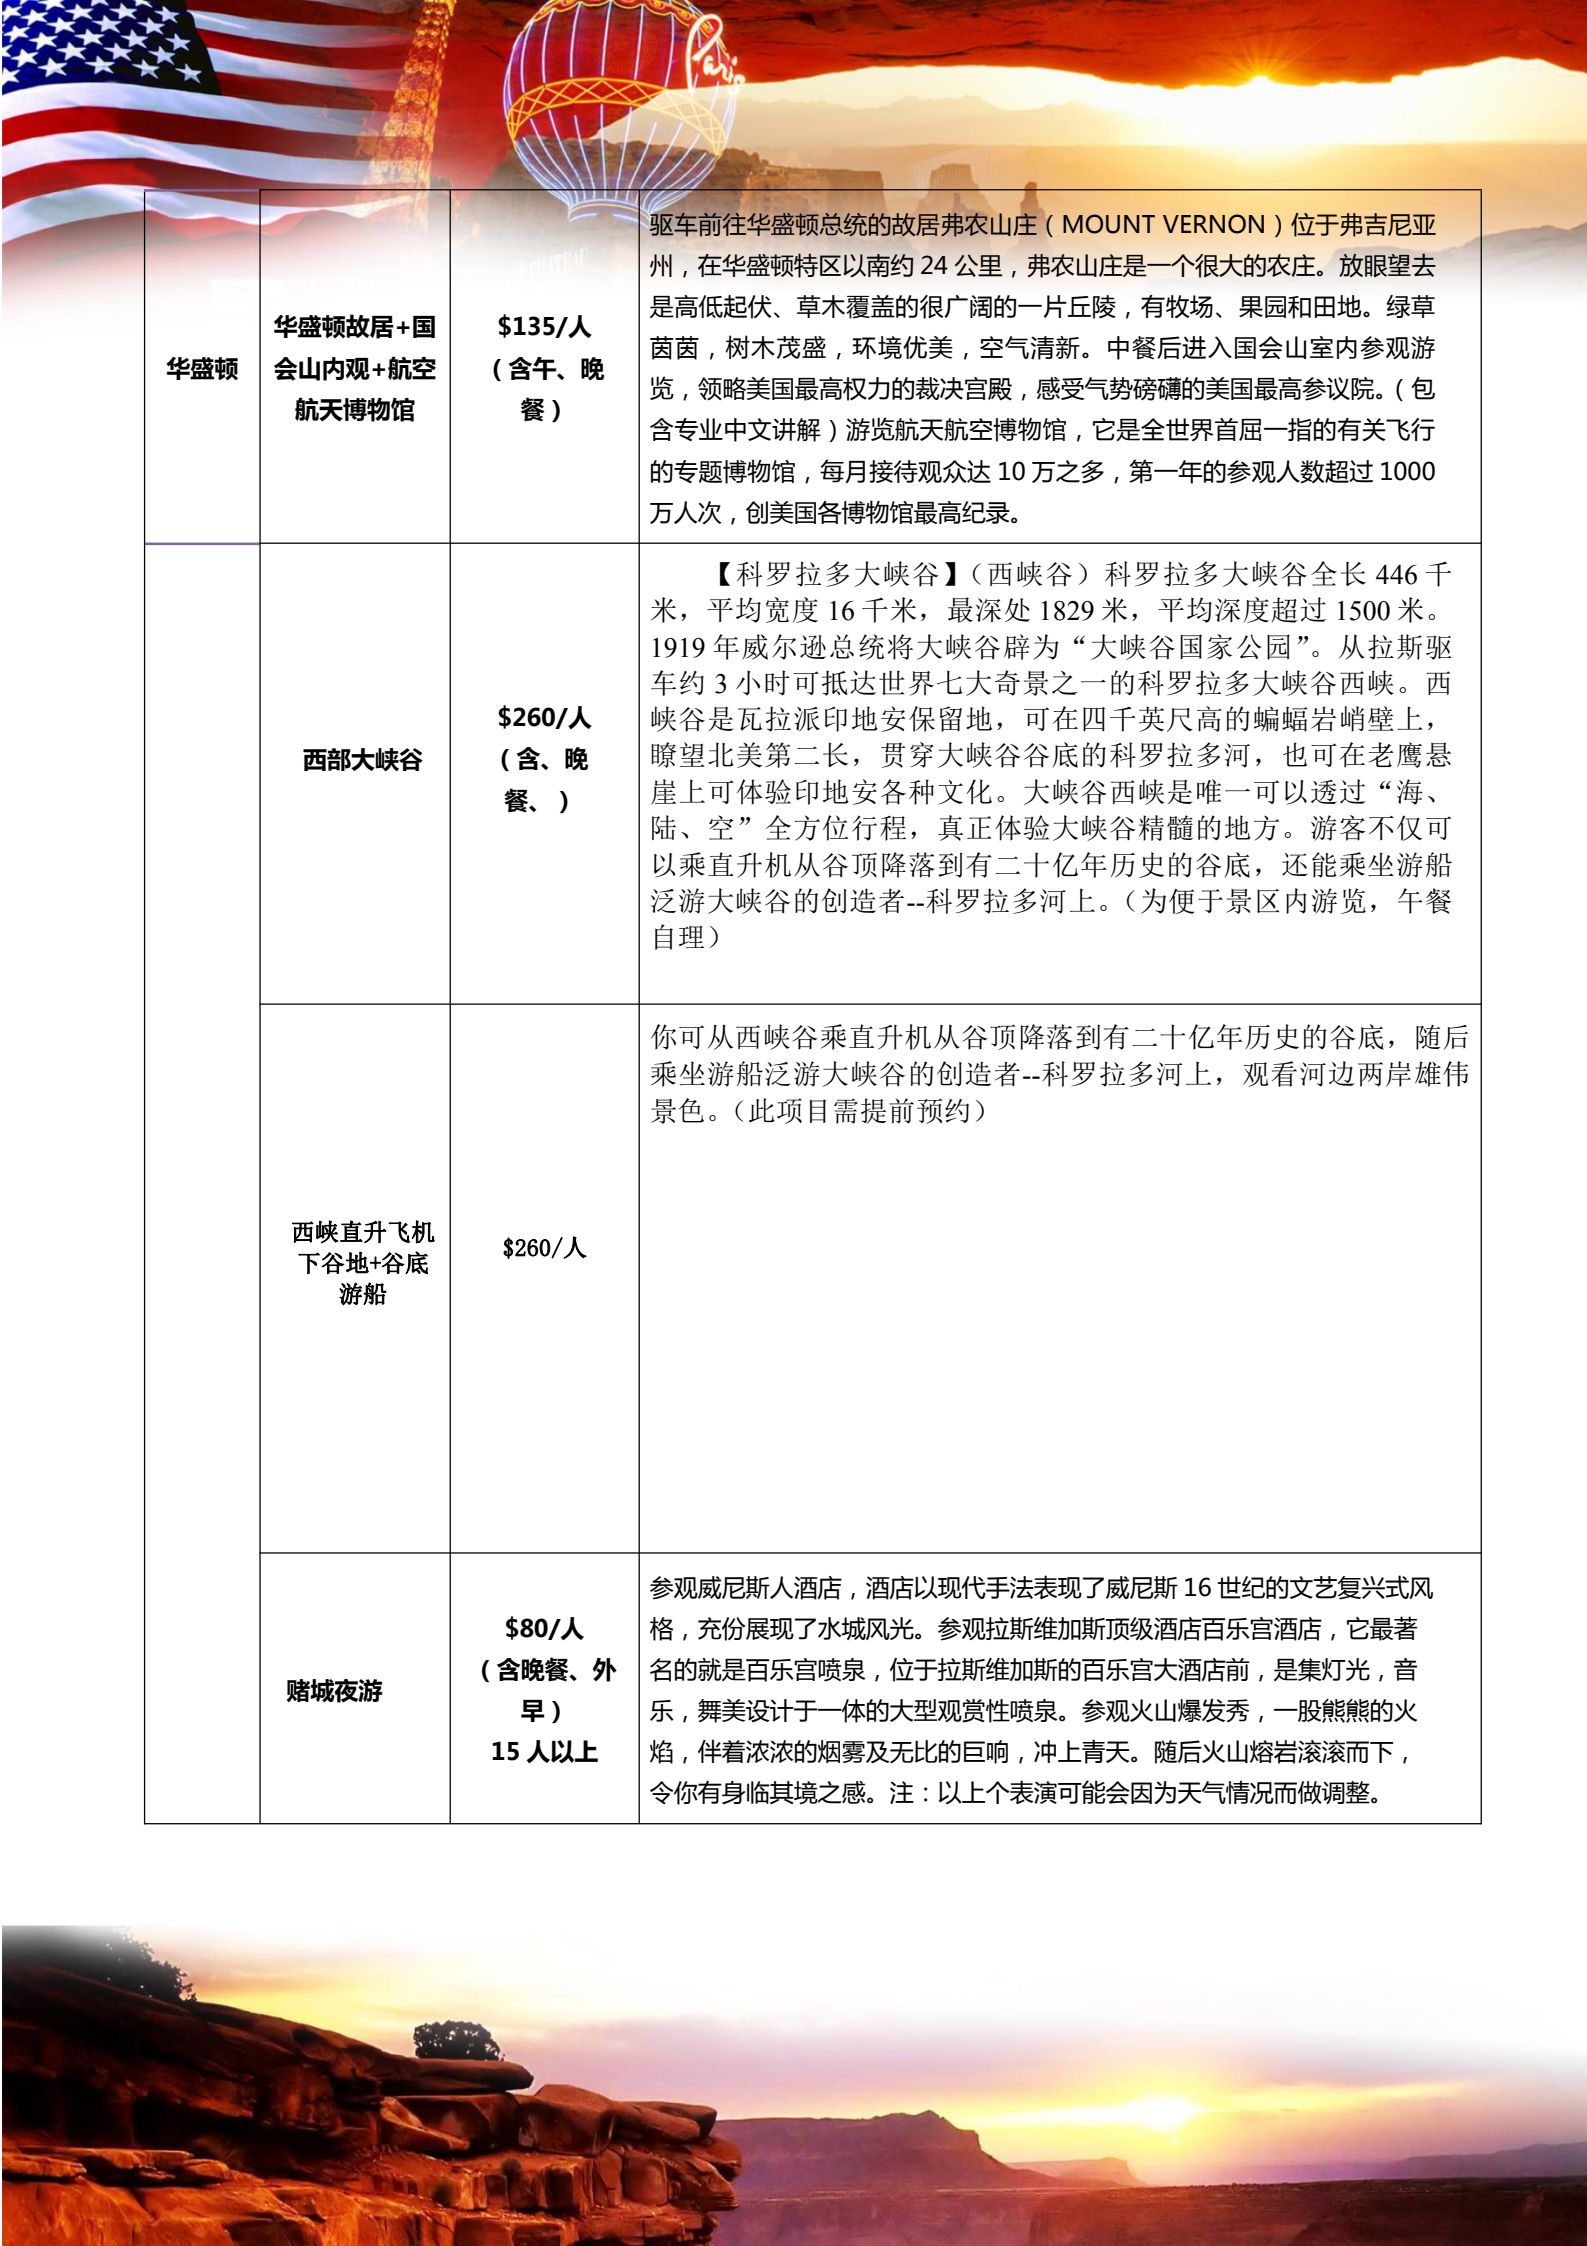 Paris
华盛顿
华盛顿故居+国
会山内观+航空
航天博物馆
$135/人
（含午、晚
餐）
驱车前往华盛顿总统的故居弗农山庄（MOUNT VERNON）位于弗吉尼亚
州，在华盛顿特区以南约 24 公里，弗农山庄是一个很大的农庄。放眼望去
是高低起伏、草木覆盖的很广阔的一片丘陵，有牧场、果园和田地。绿草
茵茵，树木茂盛，环境优美，空气清新。中餐后进入国会山室内参观游
览，领略美国最高权力的裁决宫殿，感受气势磅礴的美国最高参议院。（包
含专业中文讲解）游览航天航空博物馆，它是全世界首屈一指的有关飞行
的专题博物馆，每月接待观众达 10 万之多，第一年的参观人数超过 1000
万人次，创美国各博物馆最高纪录。
西部大峡谷
$260/人
（含、晚
餐、）
【科罗拉多大峡谷】（西峡谷）科罗拉多大峡谷全长 446 千
米，平均宽度 16 千米，最深处 1829 米，平均深度超过 1500 米。
1919 年威尔逊总统将大峡谷辟为“大峡谷国家公园”。从拉斯驱
车约 3 小时可抵达世界七大奇景之一的科罗拉多大峡谷西峡。西
峡谷是瓦拉派印地安保留地，可在四千英尺高的蝙蝠岩峭壁上，
瞭望北美第二长，贯穿大峡谷谷底的科罗拉多河，也可在老鹰悬
崖上可体验印地安各种文化。大峡谷西峡是唯一可以透过“海、
陆、空”全方位行程，真正体验大峡谷精髓的地方。游客不仅可
以乘直升机从谷顶降落到有二十亿年历史的谷底，还能乘坐游船
泛游大峡谷的创造者--科罗拉多河上。（为便于景区内游览，午餐
自理）
西峡直升飞机
下谷地+谷底
游船
$260/人
你可从西峡谷乘直升机从谷顶降落到有二十亿年历史的谷底，随后
乘坐游船泛游大峡谷的创造者--科罗拉多河上，观看河边两岸雄伟
景色。（此项目需提前预约）
赌城夜游
$80/人
（含晚餐、外
早）
15 人以上
参观威尼斯人酒店，酒店以现代手法表现了威尼斯 16 世纪的文艺复兴式风
格，充份展现了水城风光。参观拉斯维加斯顶级酒店百乐宫酒店，它最著
名的就是百乐宫喷泉，位于拉斯维加斯的百乐宫大酒店前，是集灯光，音
乐，舞美设计于一体的大型观赏性喷泉。参观火山爆发秀，一股熊熊的火
焰，伴着浓浓的烟雾及无比的巨响，冲上青天。随后火山熔岩滚滚而下，
令你有身临其境之感。注：以上个表演可能会因为天气情况而做调整。